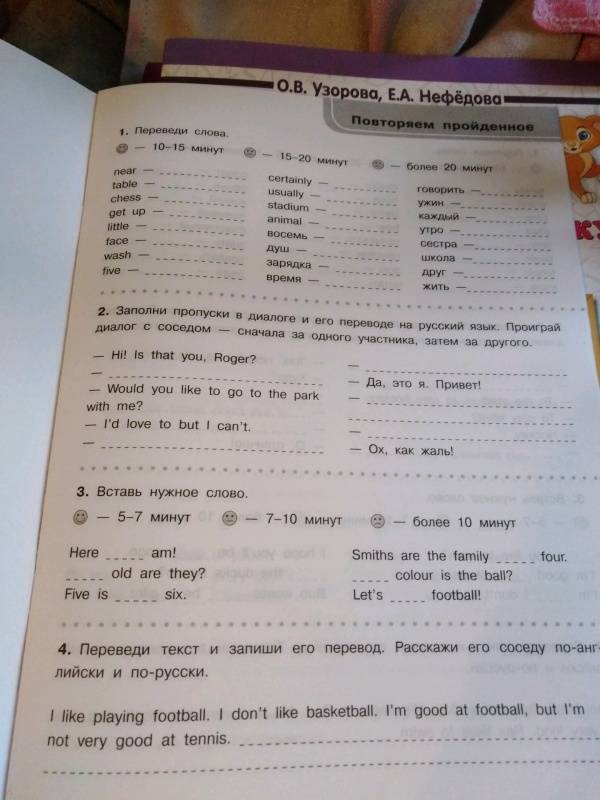 О.В. Узорова, Е.А. Нефёдова
Повторяем пройденное
1. Переведи слова.
— 10–15 минут — 15–20 минут — более 20 минут
near —
table —
chess —
get up —
little —
face —
wash —
five —
certainly —
usually —
stadium —
animal —
восемь —
душ —
зарядка —
время —
говорить —
ужин —
каждый —
утро —
сестра —
школа —
друг —
жить —
2. Заполни пропуски в диалоге и его переводе на русский язык. Проиграй
диалог с соседом — сначала за одного участника, затем за другого.
— Hi! Is that you, Roger?
—
— Would you like to go to the park
with me?
— I'd love to but I can't.
—
—
— Да, это я. Привет!
—
—
— Ох, как жаль!
3. Вставь нужное слово.
— 5–7 минут — 7–10 минут — более 10 минут
Here _____ am!
_____ old are they?
Five is _____ six.
Smiths are the family _____ four.
_____ colour is the ball?
Let's _____ football!
4. Переведи текст и запиши его перевод. Расскажи его соседу по-анг-
лийски и по-русски.
I like playing football. I don't like basketball. I'm good at football, but I'm
not very good at tennis.